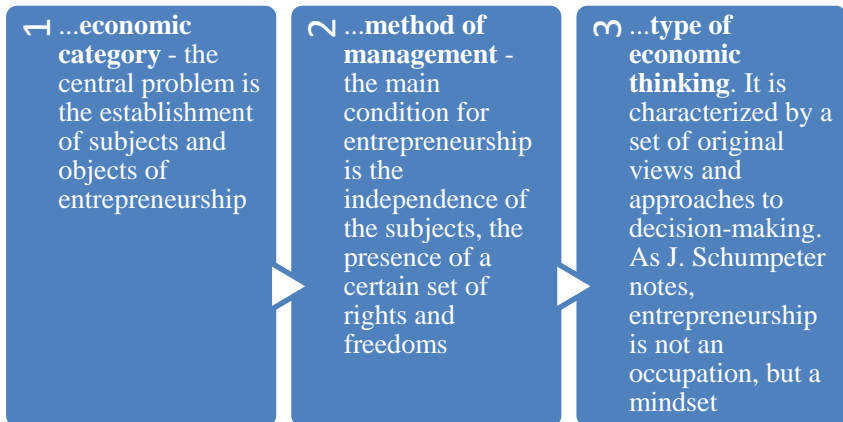 1
...economic
category - the
central problem is
the establishment
of subjects and
objects of
entrepreneurship
2
...method of
management -
the main
condition for
entrepreneurship
is the
independence of
the subjects, the
presence of a
certain set of
rights and
freedoms
3
...type of
economic
thinking. It is
characterized by a
set of original
views and
approaches to
decision-making.
As J. Schumpeter
notes,
entrepreneurship
is not an
occupation, but a
mindset